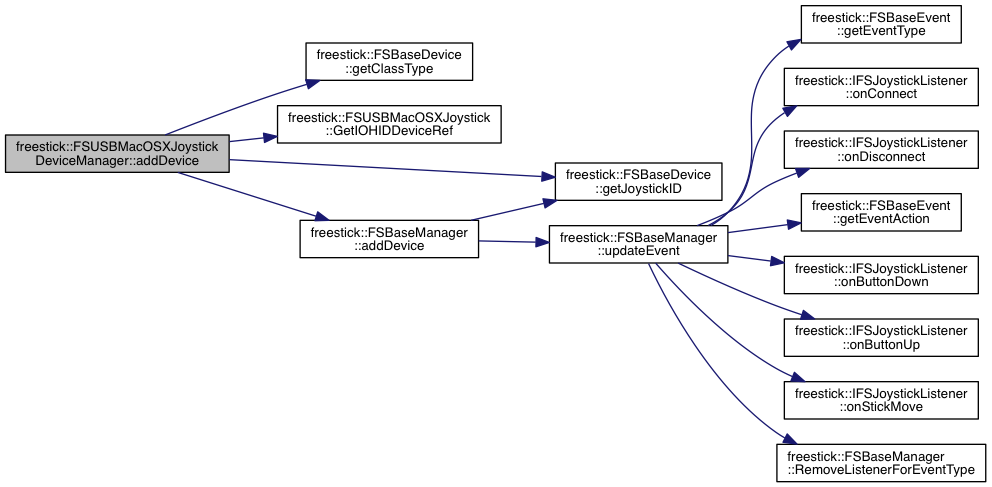 freestick::FSUSBMacOSXJoystick
DeviceManager::addDevice
freestick::FSBaseDevice
::getClassType
freestick::FSUSBMacOSXJoystick
::GetIOHIDDeviceRef
freestick::FSBaseManager
::addDevice
freestick::FSBaseDevice
::getJoystickID
freestick::FSBaseManager
::updateEvent
freestick::FSBaseEvent
::getEventType
freestick::IFSJoystickListener
::onConnect
freestick::IFSJoystickListener
::onDisconnect
freestick::FSBaseEvent
::getEventAction
freestick::IFSJoystickListener
::onButtonDown
freestick::IFSJoystickListener
::onButtonUp
freestick::IFSJoystickListener
::onStickMove
freestick::FSBaseManager
::RemoveListenerForEventType